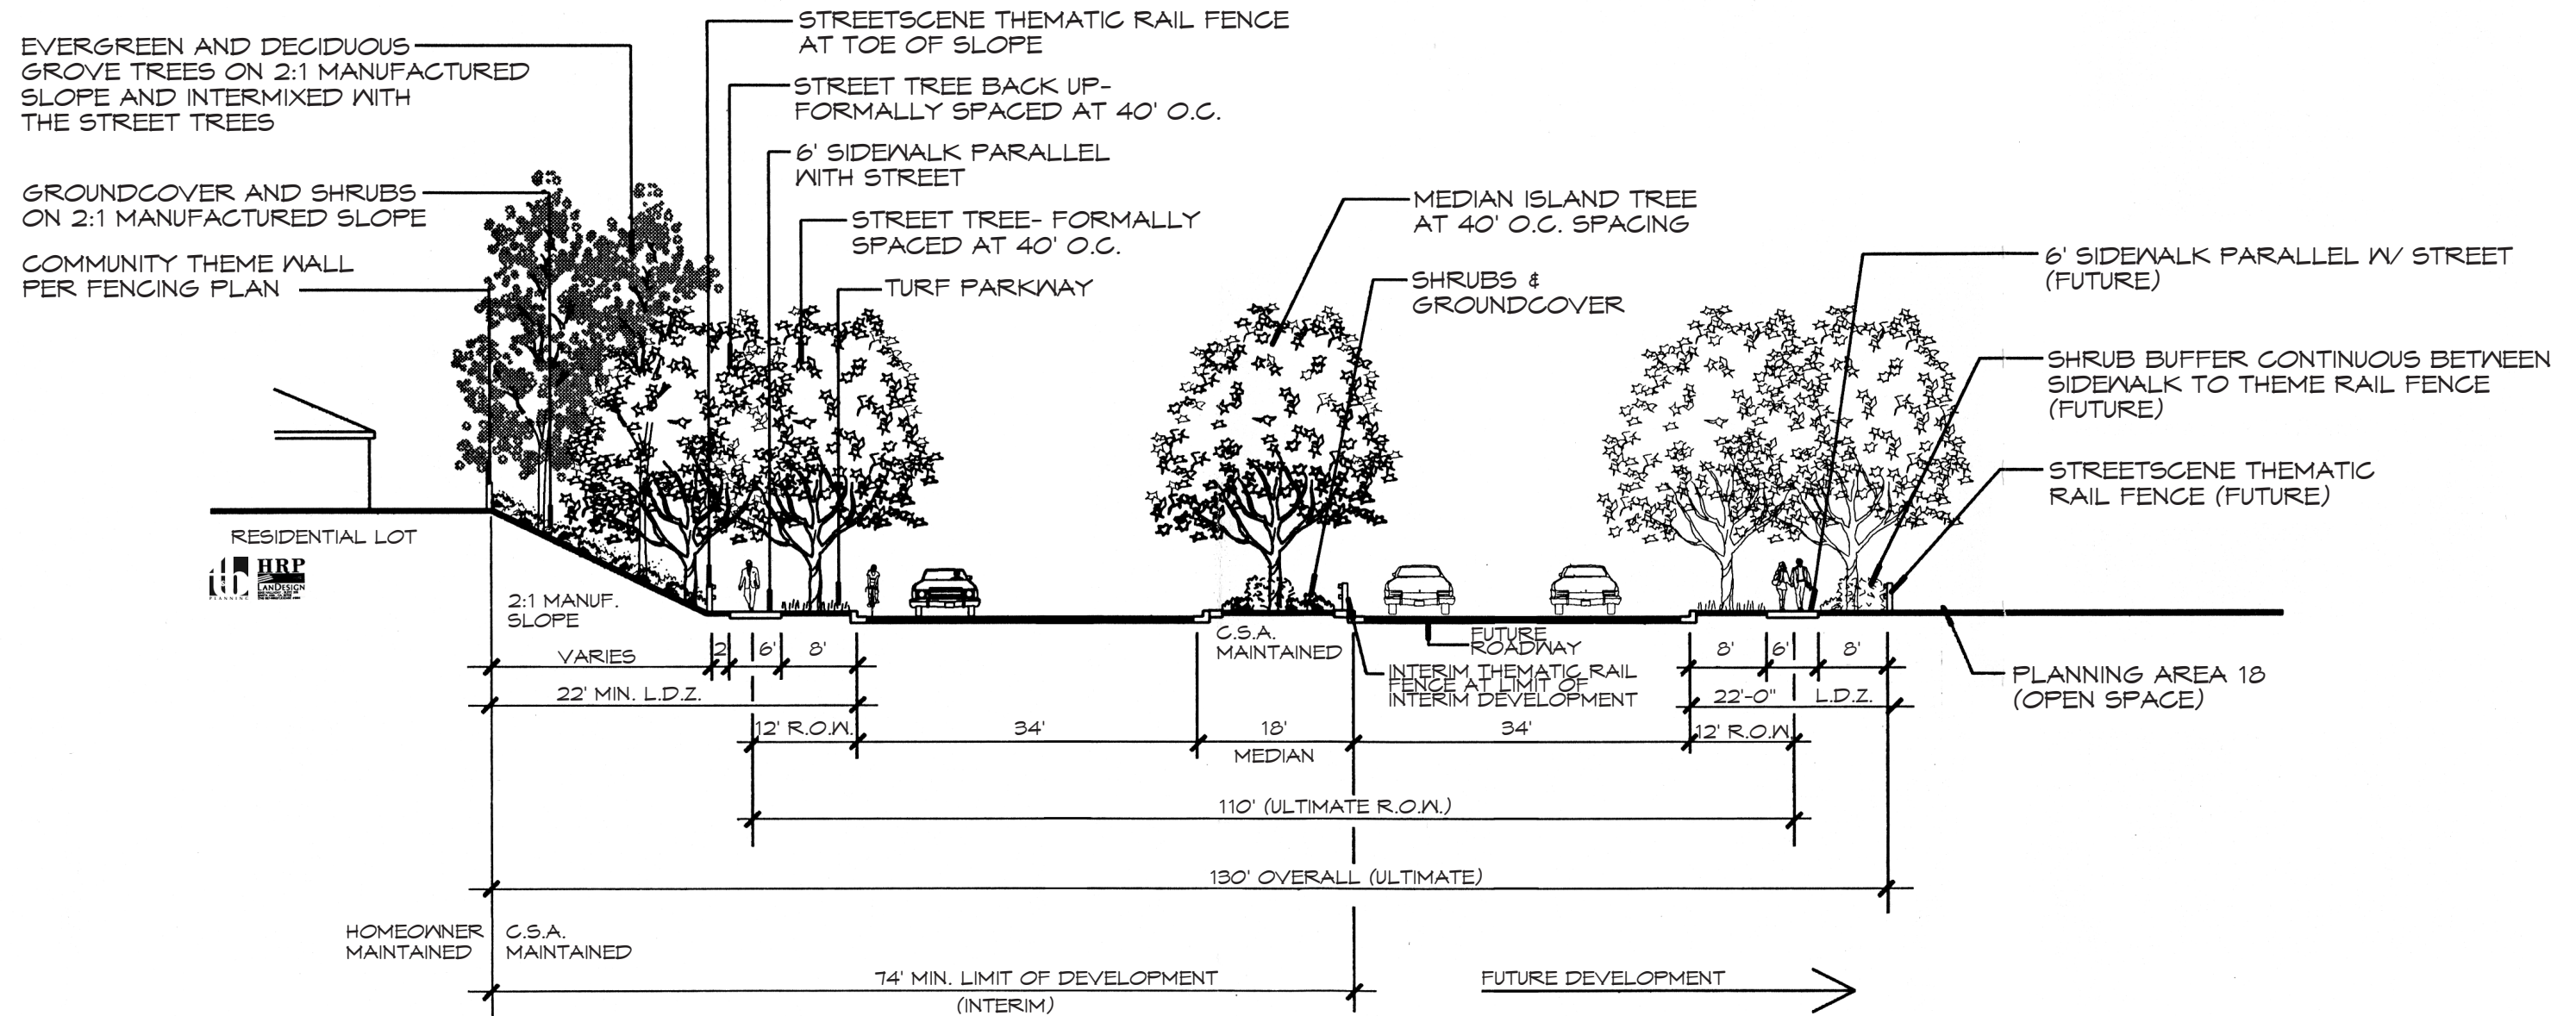 STREETSCENE THEMATIC RAIL FENCE
AT TOE OF SLOPE
EVERGREEN AND DECIDUOUS
GROVE TREES ON 2:1 MANUFACTURED
SLOPE AND INTERMIXED WITH
THE STREET TREES
STREET TREE BACK UP-
FORMALLY SPACED AT 40' O.C.
6' SIDEWALK PARALLEL
WITH STREET
GROUNDCOVER AND SHRUBS
ON 2:1 MANUFACTURED SLOPE
STREET TREE- FORMALLY
SPACED AT 40' O.C.
COMMUNITY THEME WALL
PER FENCING PLAN
TURF PARKWAY
MEDIAN ISLAND TREE
AT 40' O.C. SPACING
SHRUBS &
GROUNDCOVER
6' SIDEWALK PARALLEL W/ STREET
(FUTURE)
SHRUB BUFFER CONTINUOUS BETWEEN
SIDEWALK TO THEME RAIL FENCE
(FUTURE)
STREETSCENE THEMATIC
RAIL FENCE (FUTURE)
RESIDENTIAL LOT
tb
PLANNING
HRP
LANDESIGN
2:1 MANUF.
SLOPE
C.S.A.
MAINTAINED
FUTURE
ROADWAY
INTERIM THEMATIC RAIL
FENCE AT LIMIT OF
INTERIM DEVELOPMENT
PLANNING AREA 18
(OPEN SPACE)
VARIES
2
6'
8'
8'
6'
8'
22' MIN. L.D.Z.
22'-0" L.D.Z.
12' R.O.W.
34'
18'
MEDIAN
34'
12' R.O.W.
110' (ULTIMATE R.O.W.)
130' OVERALL (ULTIMATE)
HOMEOWNER
MAINTAINED
C.S.A.
MAINTAINED
74' MIN. LIMIT OF DEVELOPMENT
(INTERIM)
FUTURE DEVELOPMENT